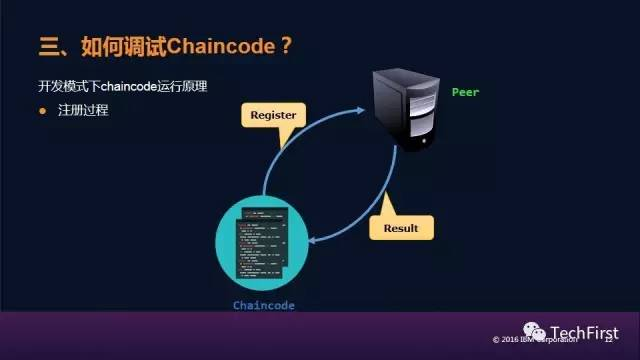 三、如何调试Chaincode？
开发模式下chaincode运行原理
● 注册过程
Register
Peer
Result
Chaincode
© 2016 IBM Corporation
12
TechFirst